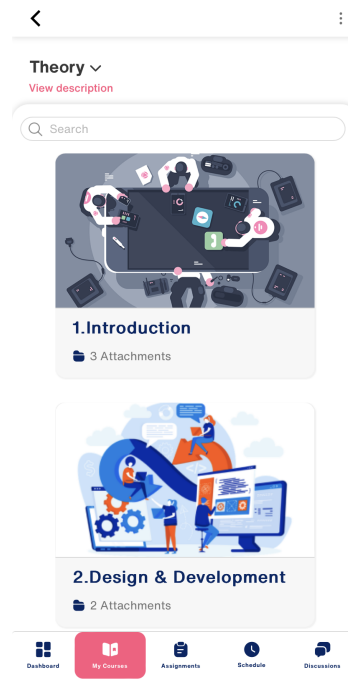 Theory
View description
Search
1.Introduction
3 Attachments
2.Design & Development
2 Attachments
Dashboard
My Courses
Assignments
Schedule
Discussions